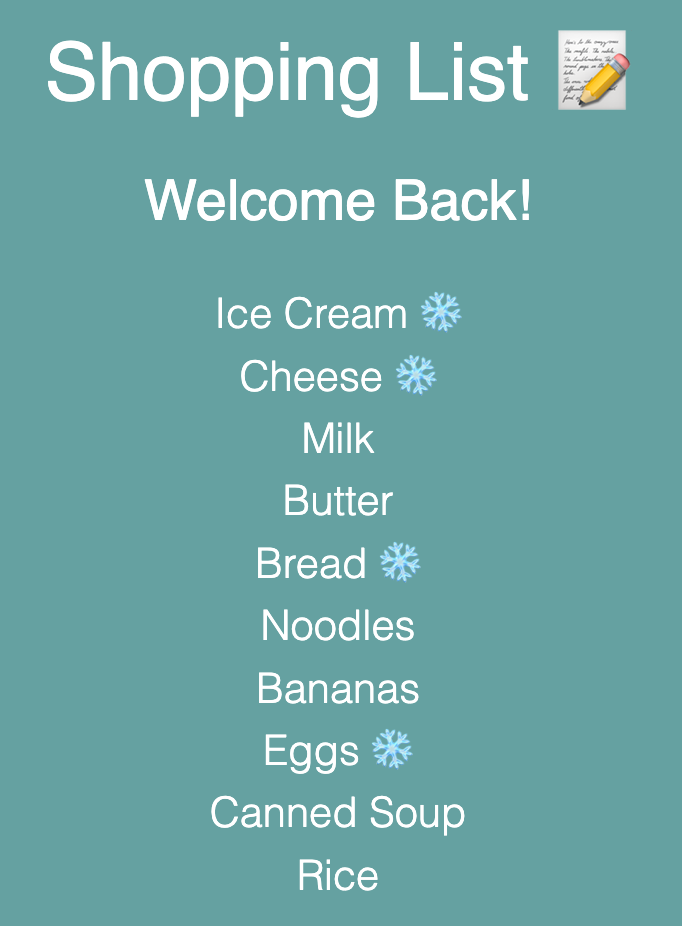 Shopping List 📝
Welcome Back!
Ice Cream ❄️
Cheese ❄️
Milk
Butter
Bread ❄️
Noodles
Bananas
Eggs ❄️
Canned Soup
Rice